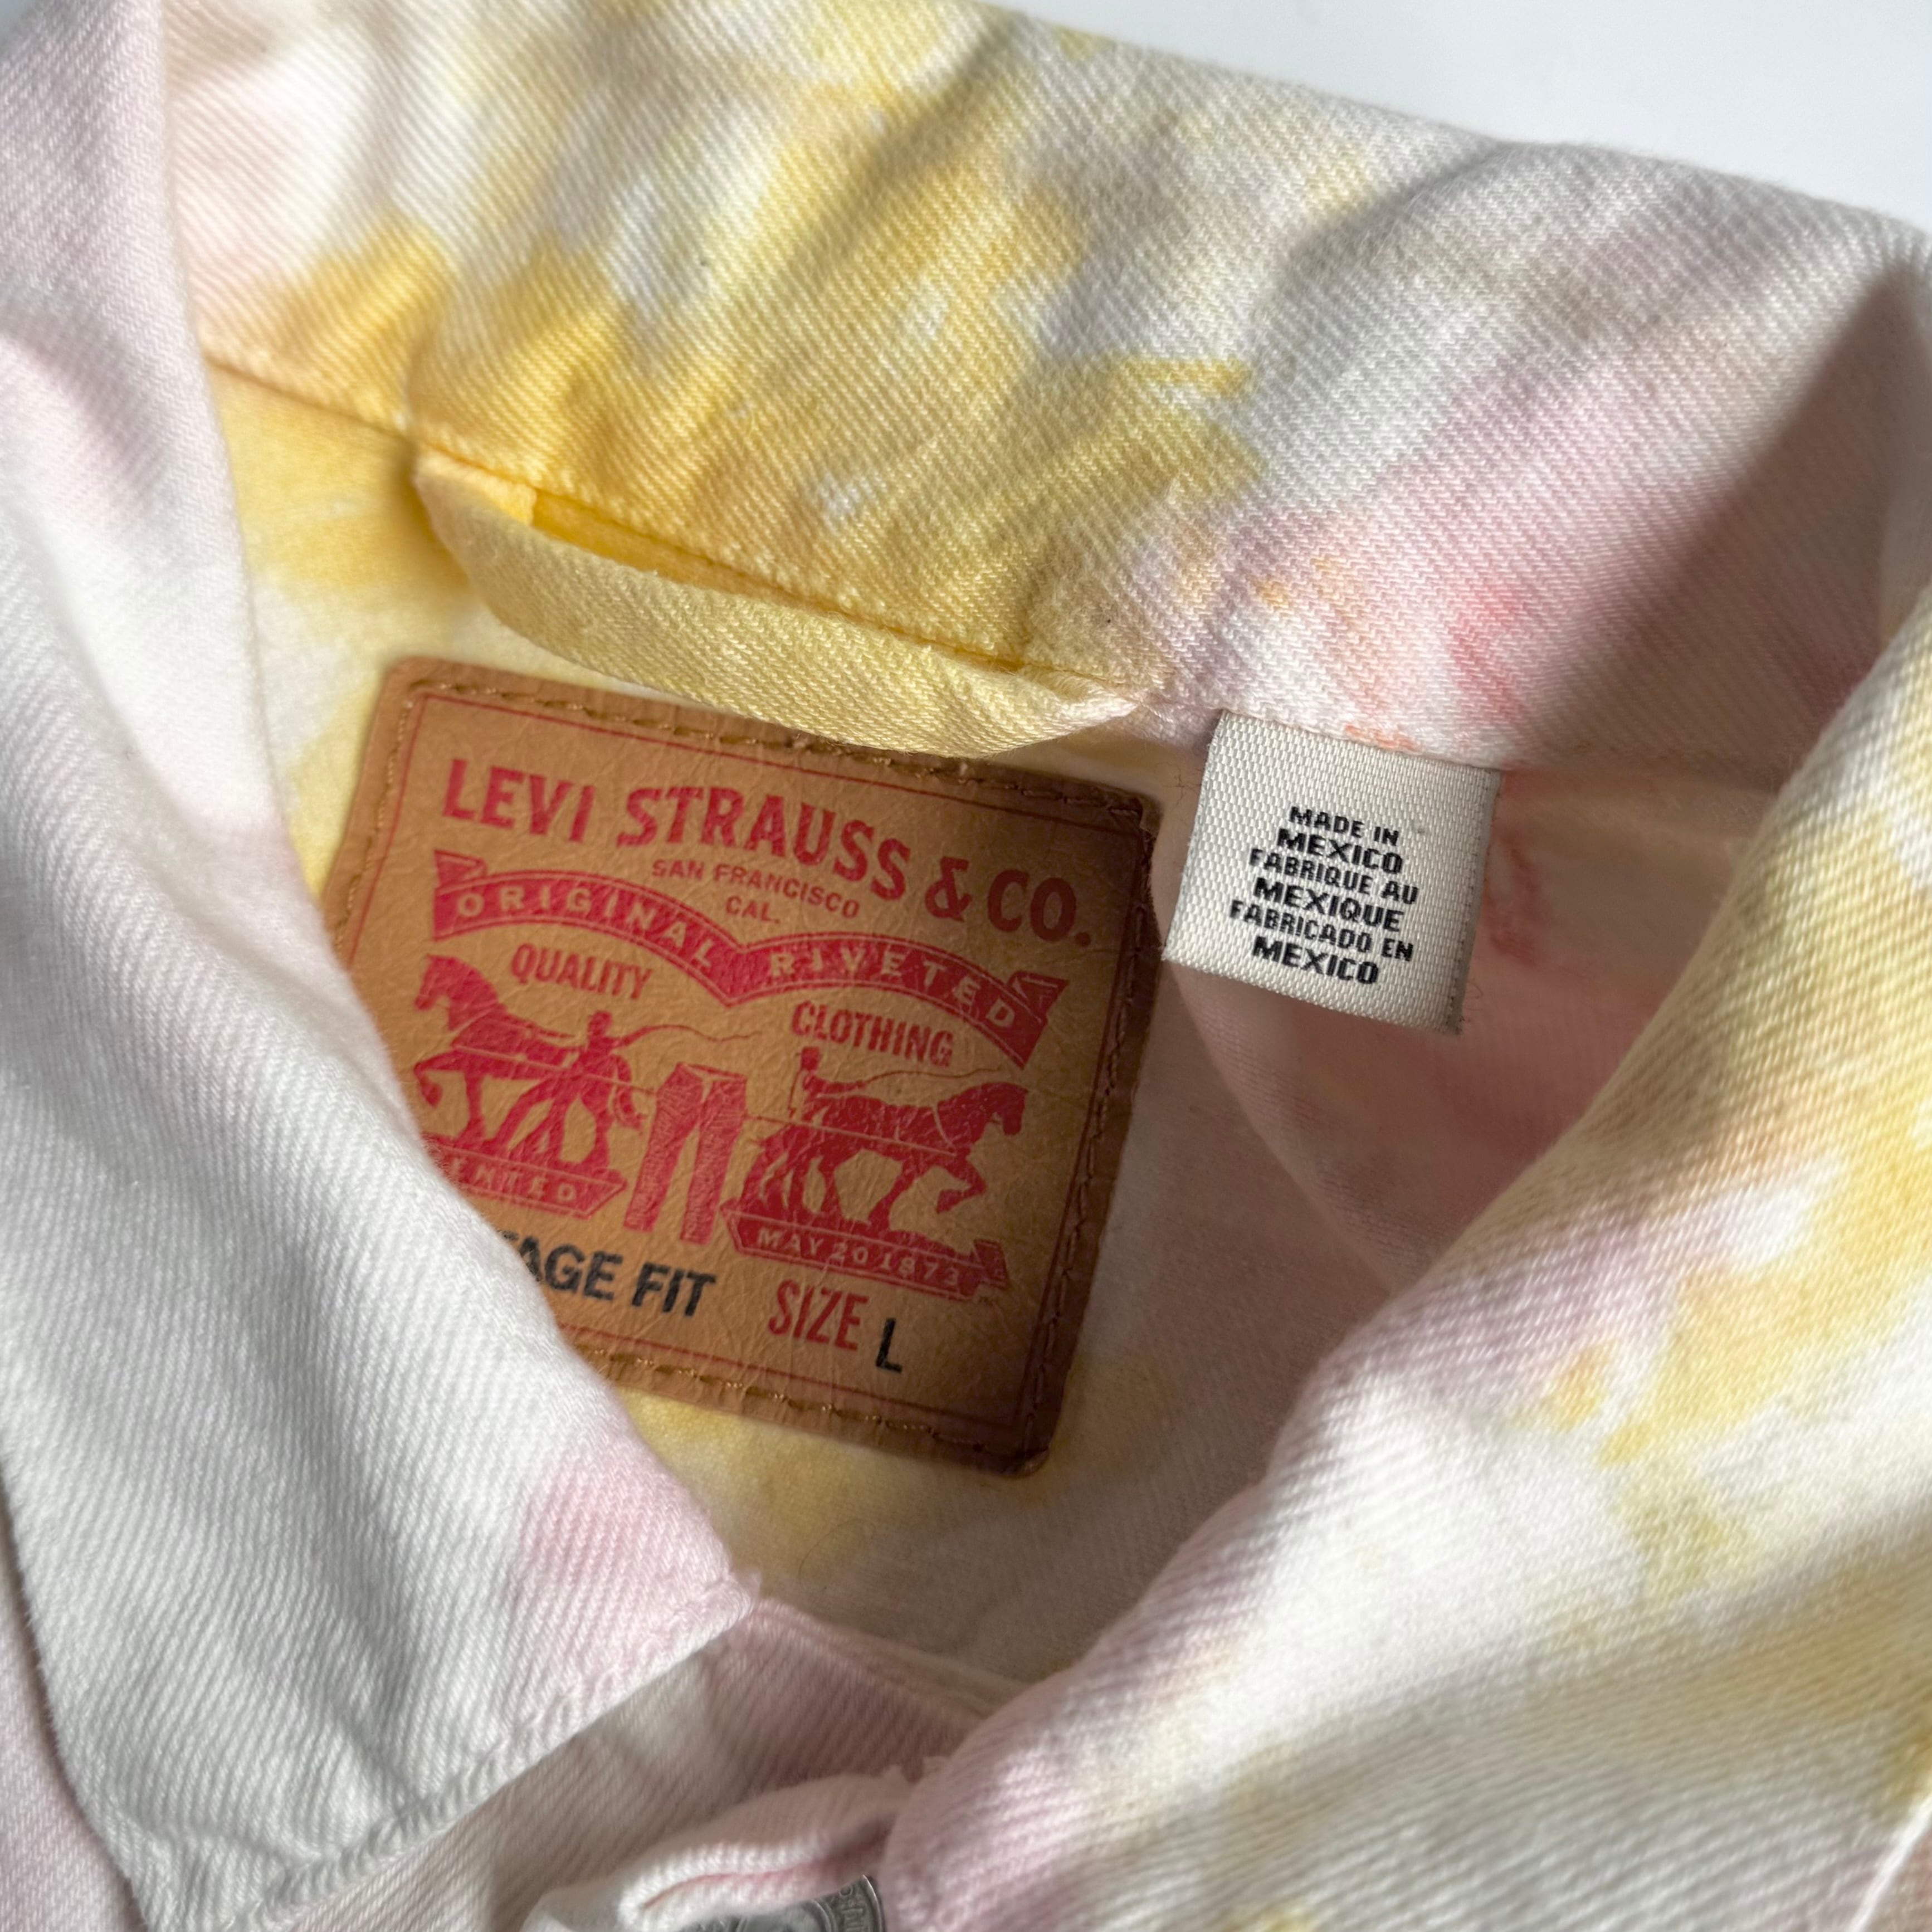 LEVI STRAUSS & CO.
SAN FRANCISCO
CAL.
ORIGINAL RIVETED
QUALITY
CLOTHING
MAY 20 1873
FIT
SIZE L
MADE IN
MEXICO
FABRIQUE AU
MEXIQUE
FABRICADO EN
MEXICO